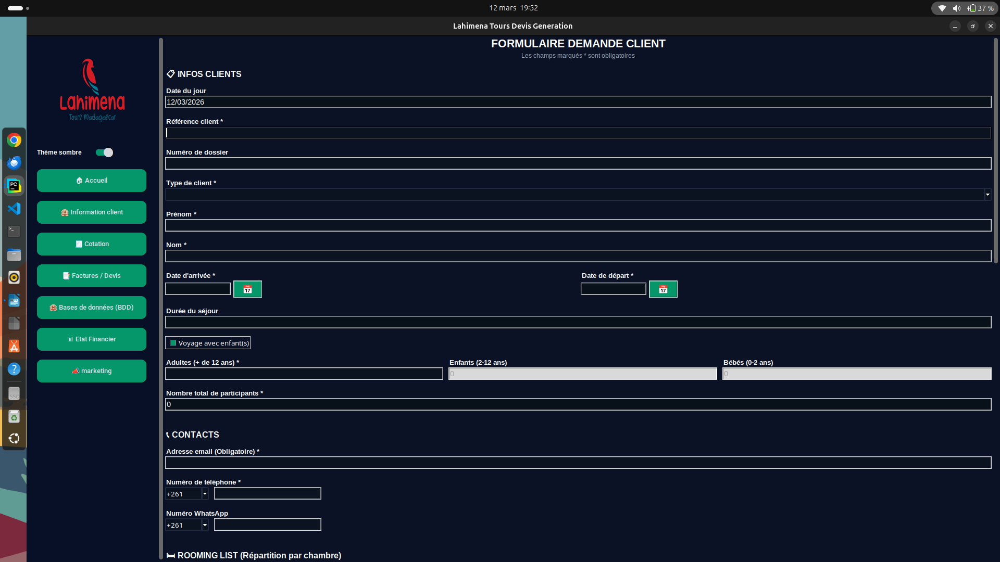 12 mars 19:52
37 %
Lahimena Tours Devis Generation
Lahimena
Tours Madagascar
Thème sombre
Accueil
Information client
Cotation
Factures / Devis
Bases de données (BDD)
Etat Financier
marketing
FORMULAIRE DEMANDE CLIENT
Les champs marqués * sont obligatoires
INFOS CLIENTS
Date du jour
12/03/2026
Référence client *
Numéro de dossier
Type de client *
Prénom *
Nom *
Date d'arrivée * Date de départ *
17 17
Durée du séjour
Voyage avec enfant(s)
Adultes (+ de 12 ans) * Enfants (2-12 ans) Bébés (0-2 ans)
0 0
Nombre total de participants *
0
CONTACTS
Adresse email (Obligatoire) *
Numéro de téléphone *
+261
Numéro WhatsApp
+261
ROOMING LIST (Répartition par chambre)
PC
SSD